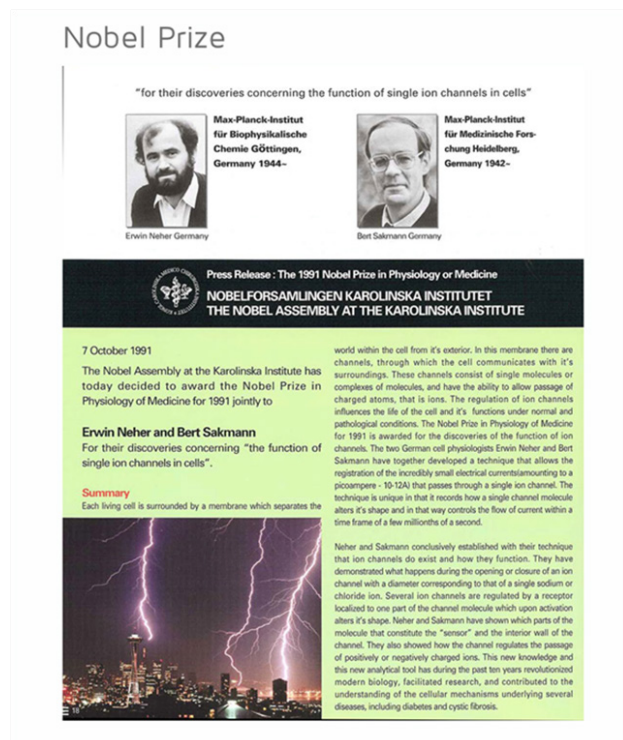 Nobel Prize
"for their discoveries concerning the function of single ion channels in cells"
Max-Planck-Institut
für Biophysikalische
Chemie Göttingen,
Germany 1944~
Erwin Neher Germany
Max-Planck-Institut
für Medizinische Fors-
chung Heidelberg,
Germany 1942~
Bert Sakmann Germany
Press Release : The 1991 Nobel Prize in Physiology or Medicine
NOBELFORSAMLINGEN KAROLINSKA INSTITUTET
THE NOBEL ASSEMBLY AT THE KAROLINSKA INSTITUTE
7 October 1991
The Nobel Assembly at the Karolinska Institute has
today decided to award the Nobel Prize in
Physiology of Medicine for 1991 jointly to
Erwin Neher and Bert Sakmann
For their discoveries concerning "the function of
single ion channels in cells".
Summary
Each living cell is surrounded by a membrane which separates the
world within the cell from it's exterior. In this membrane there are
channels, through which the cell communicates with it's
surroundings. These channels consist of single molecules or
complexes of molecules, and have the ability to allow passage of
charged atoms, that is ions. The regulation of ion channels
influences the life of the cell and it's functions under normal and
pathological conditions. The Nobel Prize in Physiology of Medicine
for 1991 is awarded for the discoveries of the function of ion
channels. The two German cell physiologists Erwin Neher and Bert
Sakmann have together developed a technique that allows the
registration of the incredibly small electrical currents(amounting to a
picoampere - 10-12A) that passes through a single ion channel. The
technique is unique in that it records how a single channel molecule
alters it's shape and in that way controls the flow of current within a
time frame of a few millionths of a second.
Neher and Sakmann conclusively established with their technique
that ion channels do exist and how they function. They have
demonstrated what happens during the opening or closure of an ion
channel with a diameter corresponding to that of a single sodium or
chloride ion. Several ion channels are regulated by a receptor
localized to one part of the channel molecule which upon activation
alters it's shape. Neher and Sakmann have shown which parts of the
molecule that constitute the "sensor" and the interior wall of the
channel. They also showed how the channel regulates the passage
of positively or negatively charged ions. This new knowledge and
this new analytical tool has during the past ten years revolutionized
modern biology, facilitated research, and contributed to the
understanding of the cellular mechanisms underlying several
diseases, including diabetes and cystic fibrosis.
18